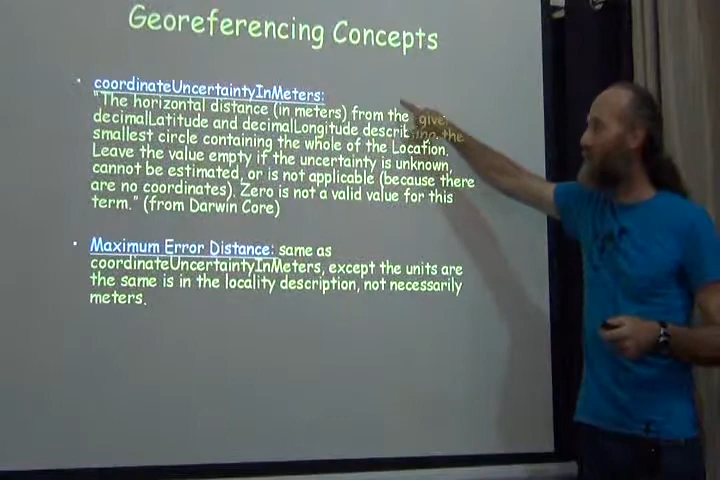 Georeferencing Concepts
• coordinateUncertaintyInMeters:
"The horizontal distance (in meters) from the give
decimalLatitude and decimalLongitude describing the
smallest circle containing the whole of the Location.
Leave the value empty if the uncertainty is unknown,
cannot be estimated, or is not applicable (because there
are no coordinates). Zero is not a valid value for this
term." (from Darwin Core)
• Maximum Error Distance: same as
coordinateUncertaintyInMeters, except the units are
the same is in the locality description, not necessarily
meters.